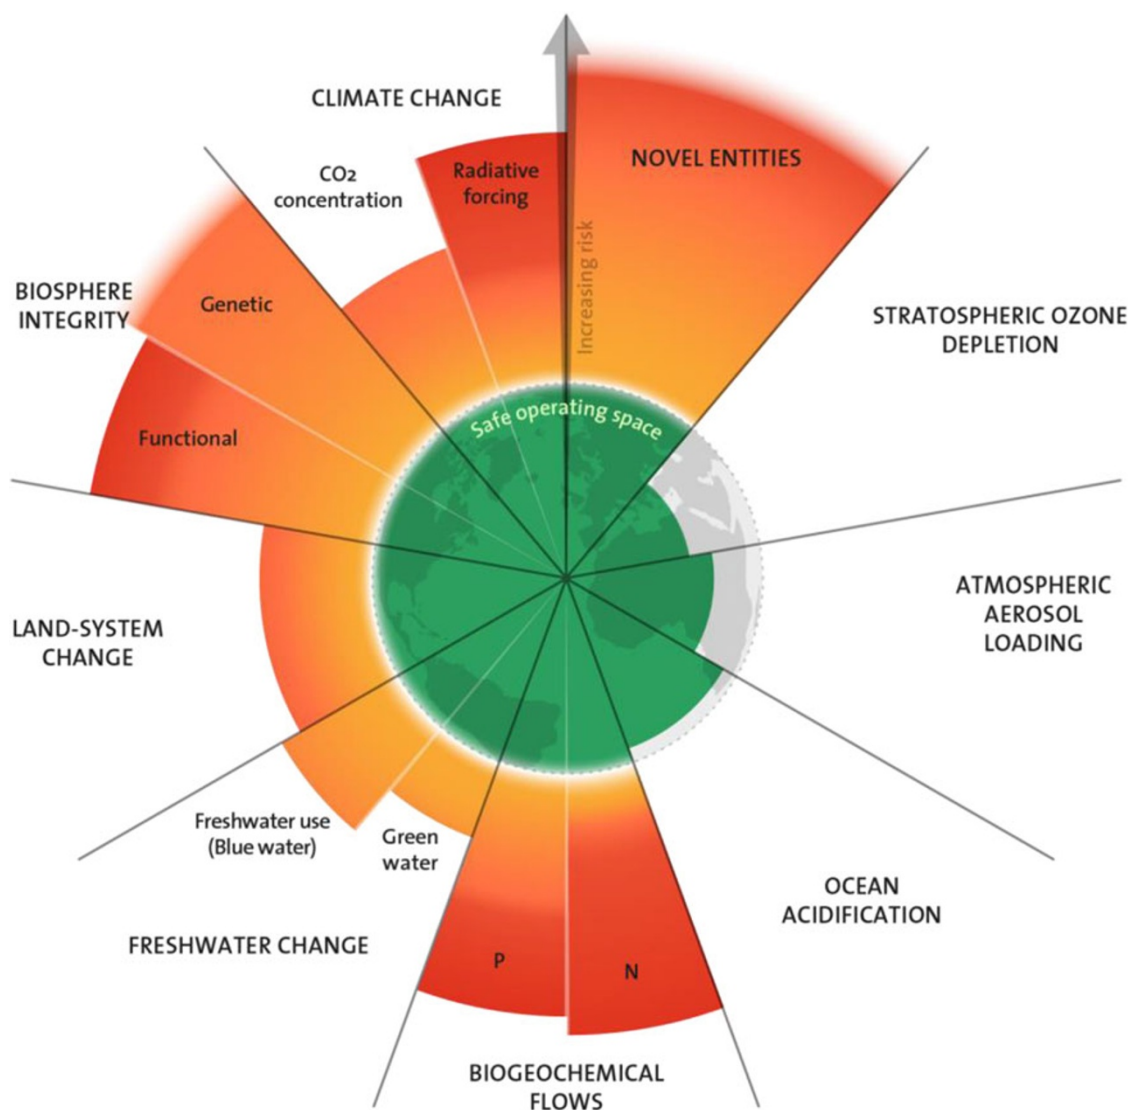 CLIMATE CHANGE
CO2
concentration
Radiative
forcing
NOVEL ENTITIES
Increasing risk
STRATOSPHERIC OZONE
DEPLETION
BIOSPHERE
INTEGRITY
Genetic
Functional
Safe operating space
ATMOSPHERIC
AEROSOL
LOADING
LAND-SYSTEM
CHANGE
Freshwater use
(Blue water)
Green
water
FRESHWATER CHANGE
OCEAN
ACIDIFICATION
P
N
BIOGEOCHEMICAL
FLOWS